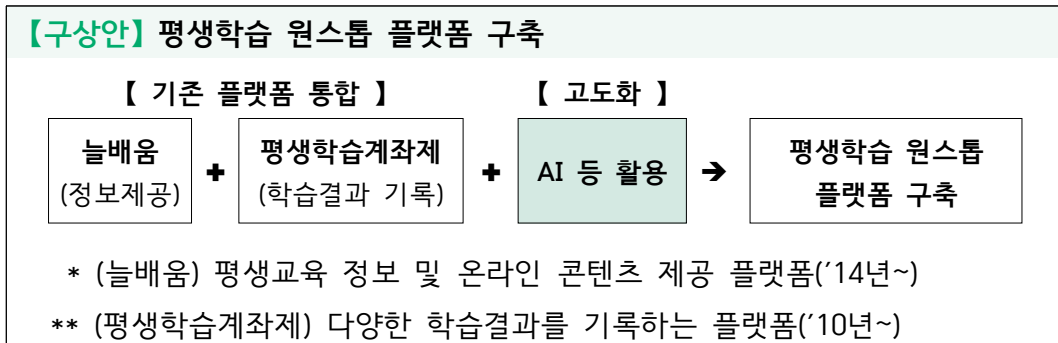 【구상안】 평생학습 원스톱 플랫폼 구축
【 기존 플랫폼 통합 】 【 고도화 】
늘배움
(정보제공)
+
평생학습계좌제
(학습결과 기록)
+
AI 등 활용
➔
평생학습 원스톱
플랫폼 구축
* (늘배움) 평생교육 정보 및 온라인 콘텐츠 제공 플랫폼(’14년~)
** (평생학습계좌제) 다양한 학습결과를 기록하는 플랫폼(’10년~)